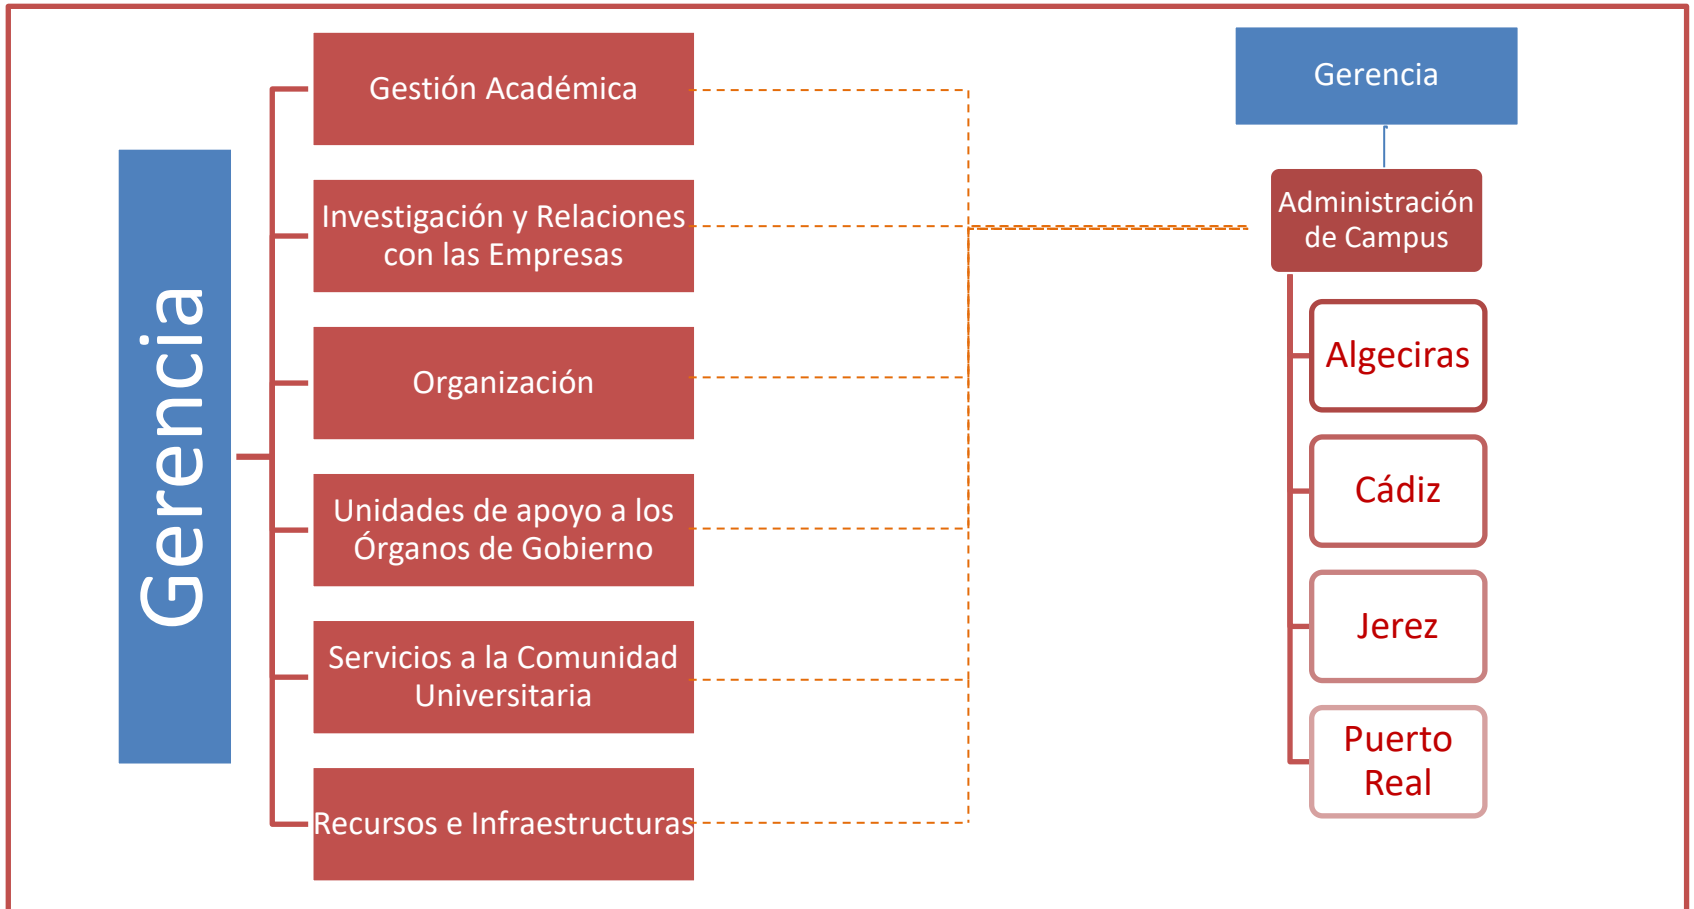 Gerencia
Gestión Académica
Investigación y Relaciones
con las Empresas
Organización
Unidades de apoyo a los
Órganos de Gobierno
Servicios a la Comunidad
Universitaria
Recursos e Infraestructuras
Gerencia
Administración
de Campus
Algeciras
Cádiz
Jerez
Puerto
Real